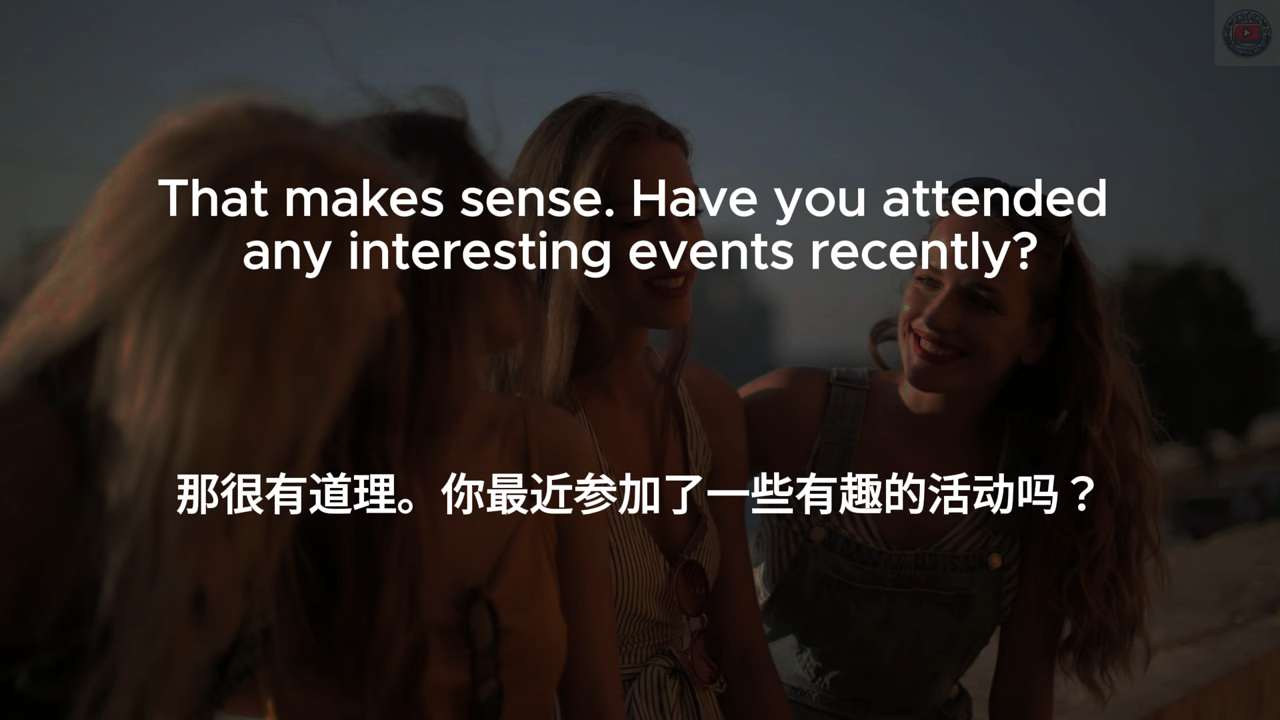 That makes sense. Have you attended
any interesting events recently?
那很有道理。你最近参加了一些有趣的活动吗？